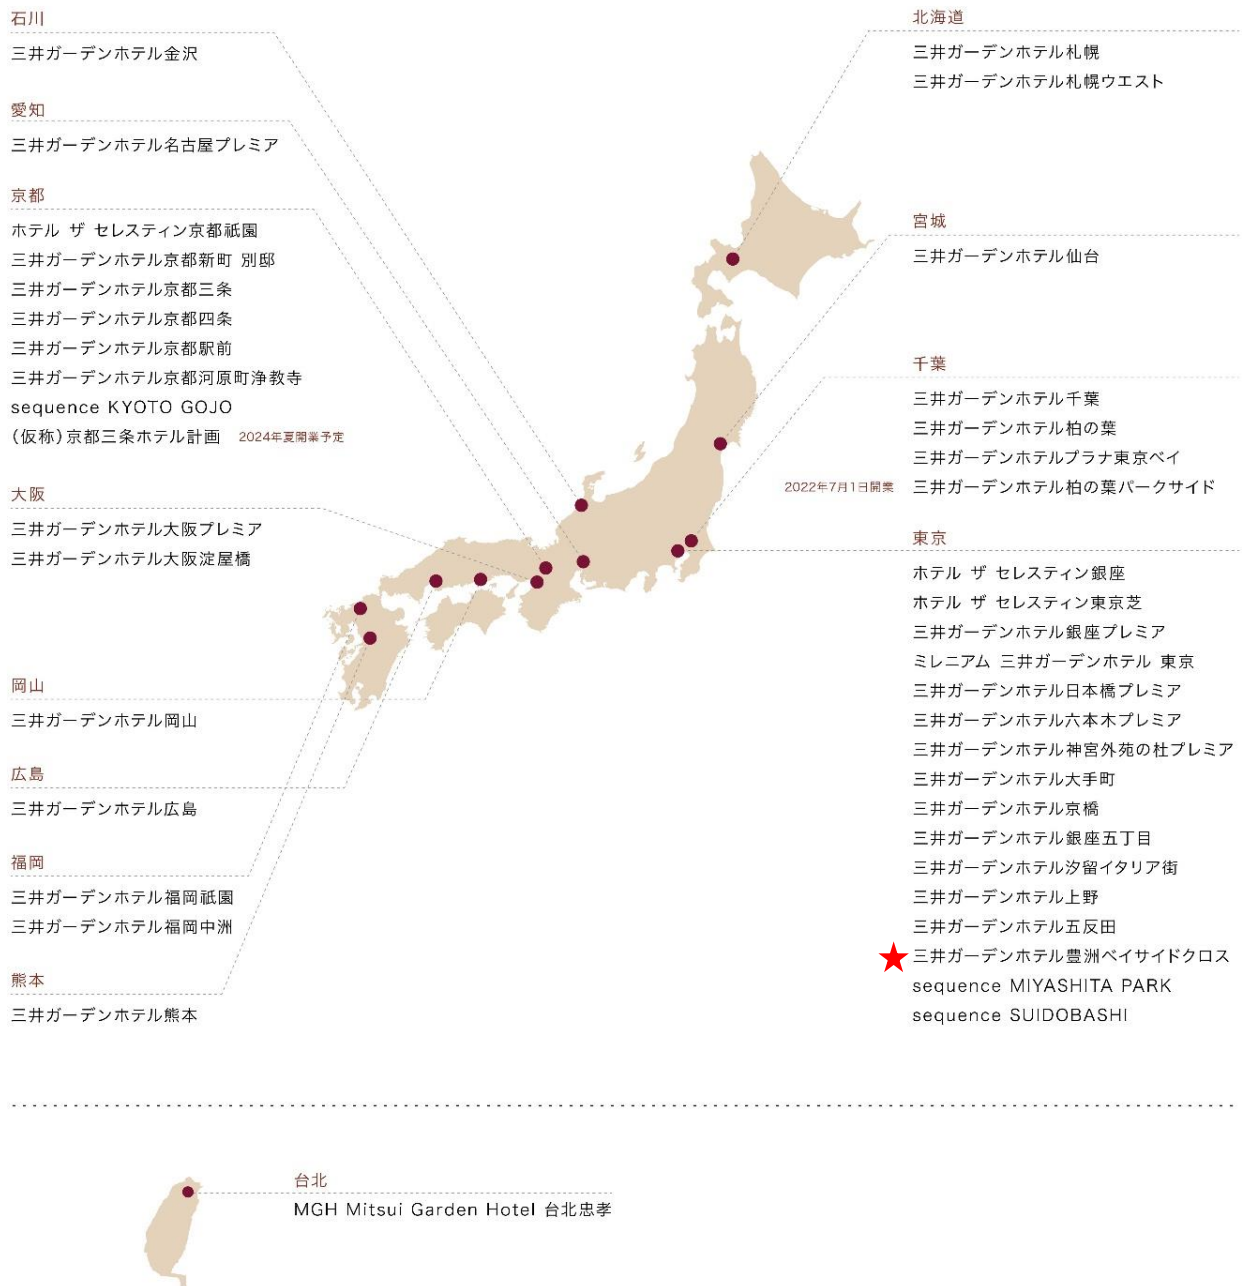 石川
三井ガーデンホテル金沢
愛知
三井ガーデンホテル名古屋プレミア
京都
ホテル ザ セレスティン京都祇園
三井ガーデンホテル京都新町 別邸
三井ガーデンホテル京都三条
三井ガーデンホテル京都四条
三井ガーデンホテル京都駅前
三井ガーデンホテル京都河原町浄教寺
sequence KYOTO GOJO
(仮称)京都三条ホテル計画 2024年夏開業予定
大阪
三井ガーデンホテル大阪プレミア
三井ガーデンホテル大阪淀屋橋
岡山
三井ガーデンホテル岡山
広島
三井ガーデンホテル広島
福岡
三井ガーデンホテル福岡祇園
三井ガーデンホテル福岡中洲
熊本
三井ガーデンホテル熊本
北海道
三井ガーデンホテル札幌
三井ガーデンホテル札幌ウエスト
宮城
三井ガーデンホテル仙台
千葉
三井ガーデンホテル千葉
三井ガーデンホテル柏の葉
三井ガーデンホテルプラナ東京ベイ
2022年7月1日開業 三井ガーデンホテル柏の葉パークサイド
東京
ホテル ザ セレスティン銀座
ホテル ザ セレスティン東京芝
三井ガーデンホテル銀座プレミア
ミレニアム 三井ガーデンホテル 東京
三井ガーデンホテル日本橋プレミア
三井ガーデンホテル六本木プレミア
三井ガーデンホテル神宮外苑の杜プレミア
三井ガーデンホテル大手町
三井ガーデンホテル京橋
三井ガーデンホテル銀座五丁目
三井ガーデンホテル汐留イタリア街
三井ガーデンホテル上野
三井ガーデンホテル五反田
三井ガーデンホテル豊洲ベイサイドクロス
sequence MIYASHITA PARK
sequence SUIDOBASHI
台北
MGH Mitsui Garden Hotel 台北忠孝